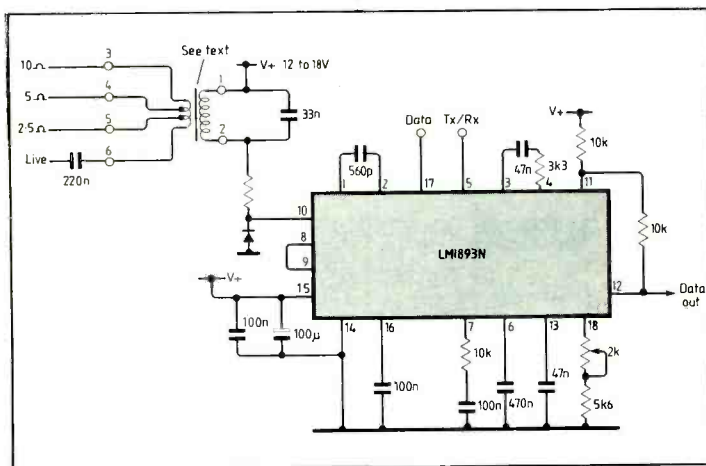 See text
10Ω
3
5Ω
4
2·5Ω
5
Live
6
220n
1
2
V+ 12 to 18V
33n
Data
Tx/Rx
V+
10k
560p
47n
3k3
1
2
17
5
3
4
11
10k
10
8
9
LM1893N
12
Data
out
15
V+
100n
100μ
14
16
7
6
13
18
10k
2k
100n
100n
470n
47n
5k6